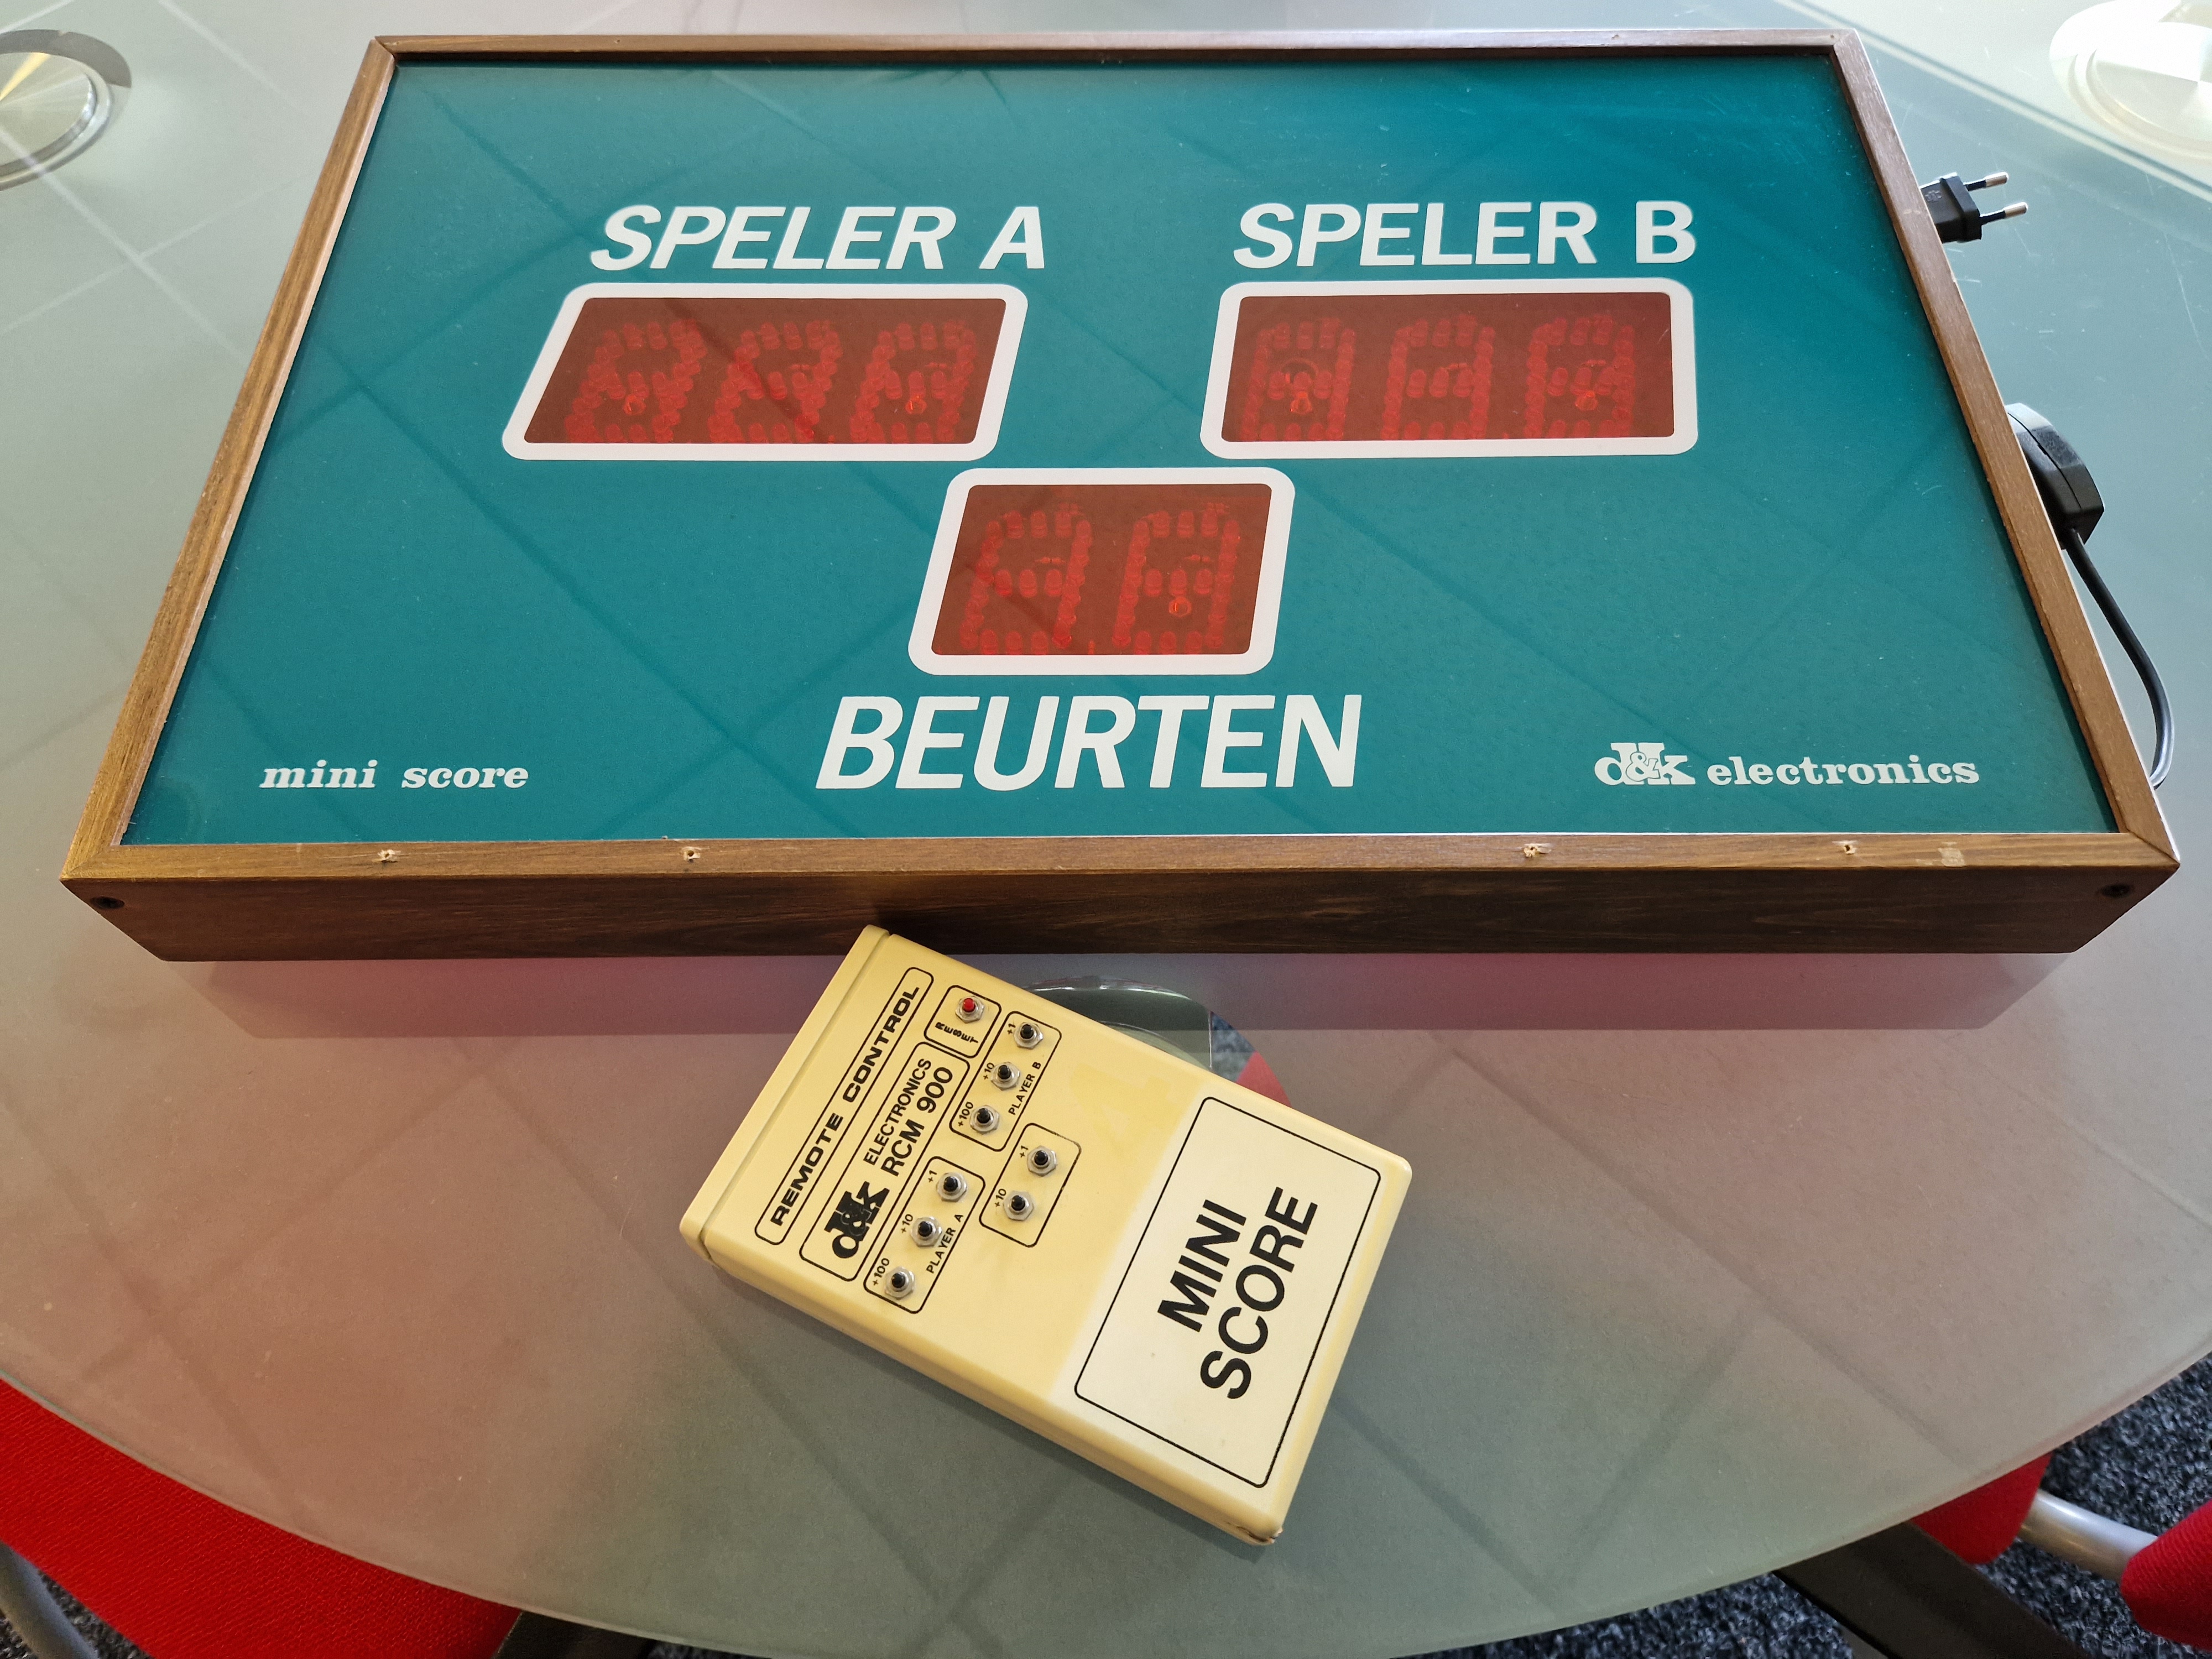 SPELER A
SPELER B
BEURTEN
mini score
d&k electronics
REMOTE CONTROL
d&k ELECTRONICS
RCM 900
RESET
+100 +10 +1
PLAYER A
+100 +10 +1
PLAYER B
+10 +1
MINI
SCORE